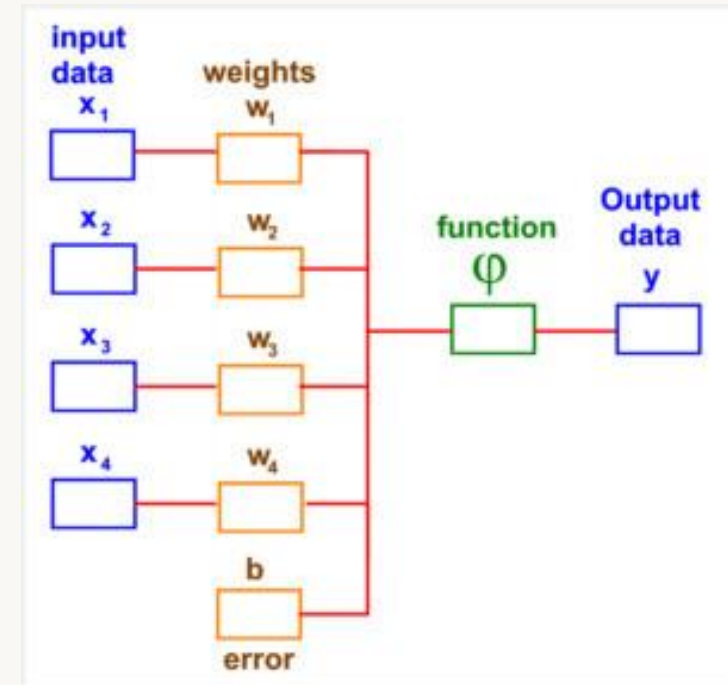 input
data
weights
x₁
w₁
x₂
w₂
x₃
w₃
x₄
w₄
b
error
function
φ
Output
data
y